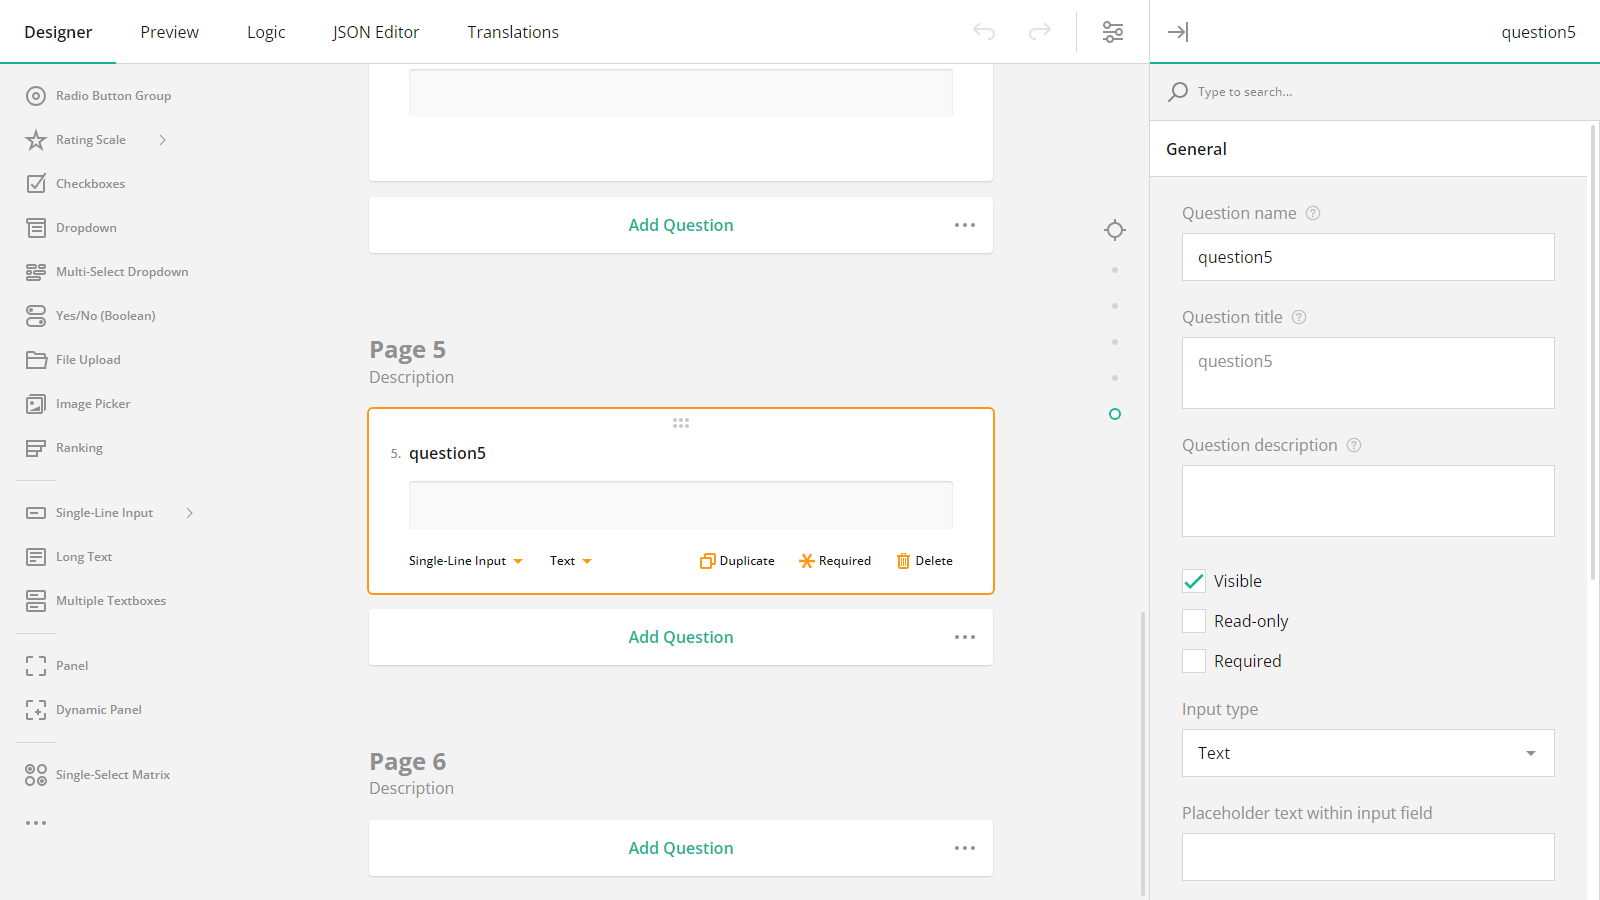 Designer
Preview
Logic
JSON Editor
Translations
question5
Radio Button Group
Rating Scale
Checkboxes
Dropdown
Multi-Select Dropdown
Yes/No (Boolean)
File Upload
Image Picker
Ranking
Single-Line Input
Long Text
Multiple Textboxes
Panel
Dynamic Panel
Single-Select Matrix
Add Question
Page 5
Description
5. question5
Single-Line Input
Text
Duplicate
Required
Delete
Add Question
Page 6
Description
Add Question
Type to search...
General
Question name
question5
Question title
question5
Question description
Visible
Read-only
Required
Input type
Text
Placeholder text within input field